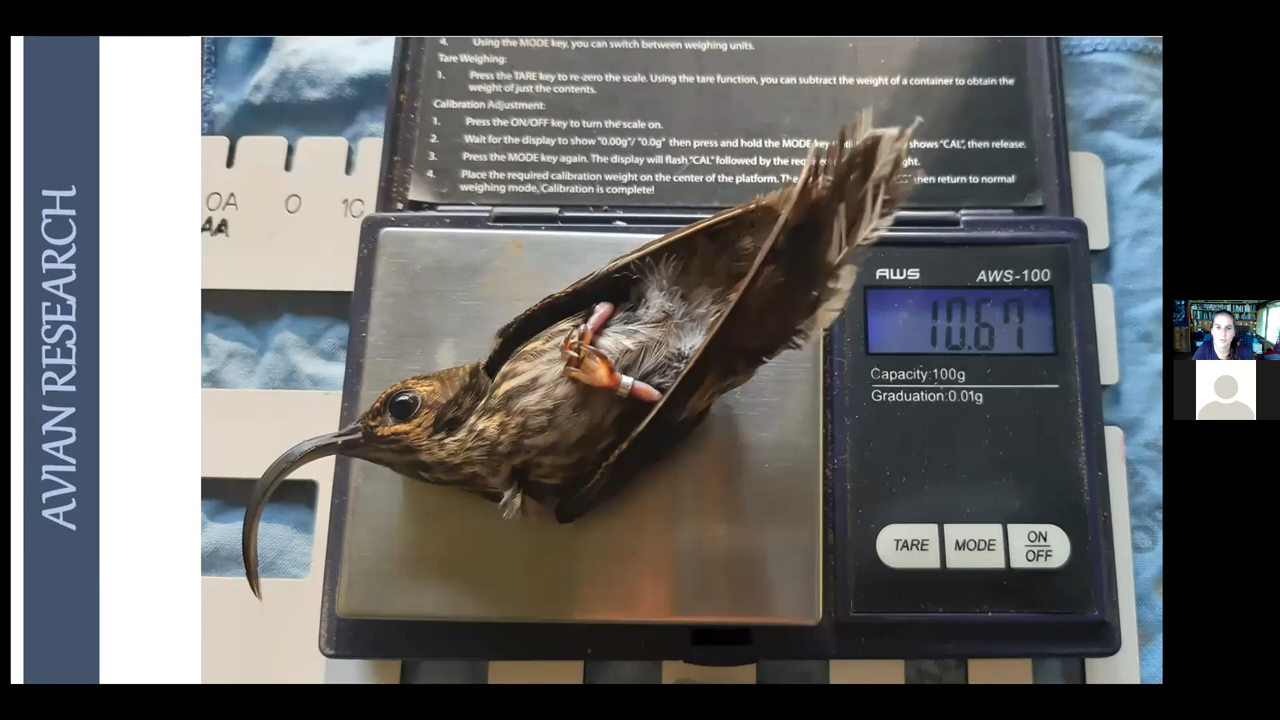 AVIAN RESEARCH
4. Using the MODE key, you can switch between weighing units.
Tare Weighing:
1. Press the TARE key to re-zero the scale. Using the tare function, you can subtract the weight of a container to obtain the
weight of just the contents.
Calibration Adjustment:
1. Press the ON/OFF key to turn the scale on.
2. Wait for the display to show "0.00g"/ "0.0g" then press and hold the MODE key shows "CAL", then release.
3. Press the MODE key again. The display will flash "CAL" followed by the
4. Place the required calibration weight on the center of the platform. then return to normal
weighing mode, Calibration is complete!
0A 0 1C
AA
AWS AWS-100
10.67
Capacity:100g
Graduation:0.01g
TARE MODE ON
OFF